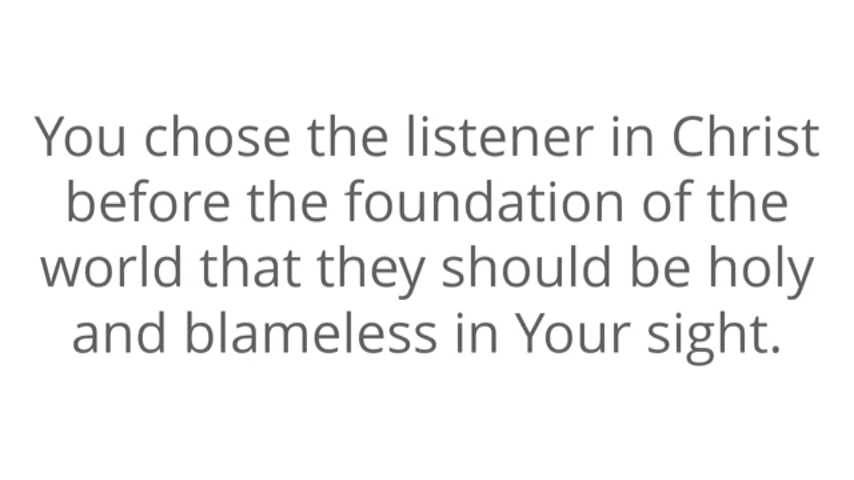 You chose the listener in Christ
before the foundation of the
world that they should be holy
and blameless in Your sight.